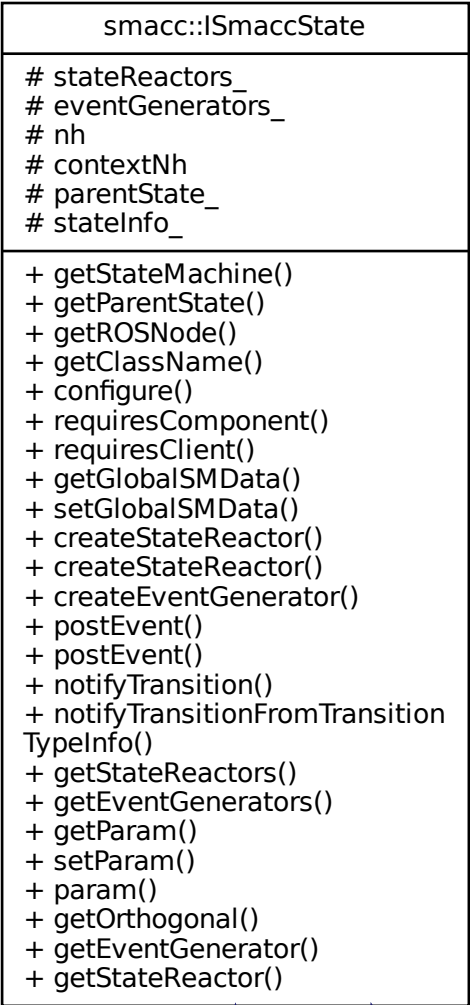 smacc::ISmaccState
# stateReactors_
# eventGenerators_
# nh
# contextNh
# parentState_
# stateInfo_
+ getStateMachine()
+ getParentState()
+ getROSNode()
+ getClassName()
+ configure()
+ requiresComponent()
+ requiresClient()
+ getGlobalSMData()
+ setGlobalSMData()
+ createStateReactor()
+ createStateReactor()
+ createEventGenerator()
+ postEvent()
+ postEvent()
+ notifyTransition()
+ notifyTransitionFromTransition
TypeInfo()
+ getStateReactors()
+ getEventGenerators()
+ getParam()
+ setParam()
+ param()
+ getOrthogonal()
+ getEventGenerator()
+ getStateReactor()